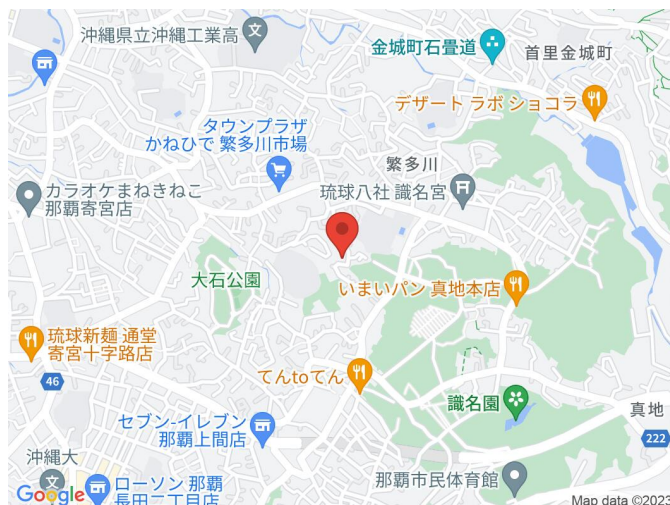 沖縄県立沖縄工業高
金城町石畳道
首里金城町
デザート ラボ ショコラ
タウンプラザ
かねひで 繁多川市場
繁多川
カラオケまねきねこ
那覇寄宮店
琉球八社 識名宮
大石公園
いまいパン 真地本店
琉球新麺 通堂
寄宮十字路店
46
てんtoてん
識名園
真地
セブン-イレブン
那覇上間店
222
沖縄大
那覇市民体育館
ローソン 那覇
長田二丁目店
Google
Map data ©2023